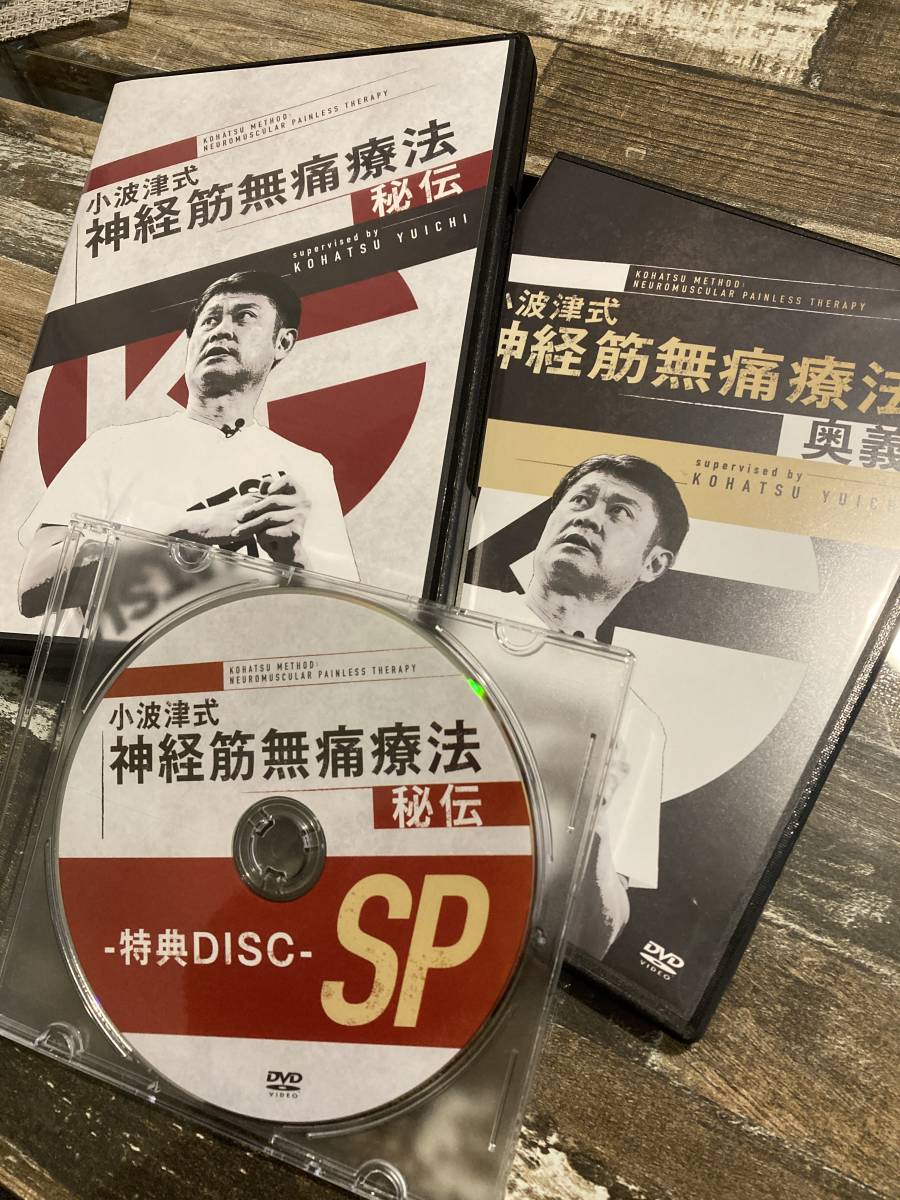 KOHATSU METHOD:
NEUROMUSCULAR PAINLESS THERAPY
小波津式
神経筋無痛療法
秘伝
supervised by
KOHATSU YUICHI
KOHATSU METHOD:
NEUROMUSCULAR PAINLESS THERAPY
小波津式
神経筋無痛療法
奥義
supervised by
KOHATSU YUICH
DVD
VIDEO
KOHATSU METHOD:
NEUROMUSCULAR PAINLESS THERAPY
小波津式
神経筋無痛療法
秘伝
-特典DISC-
SP
DVD
VIDEO